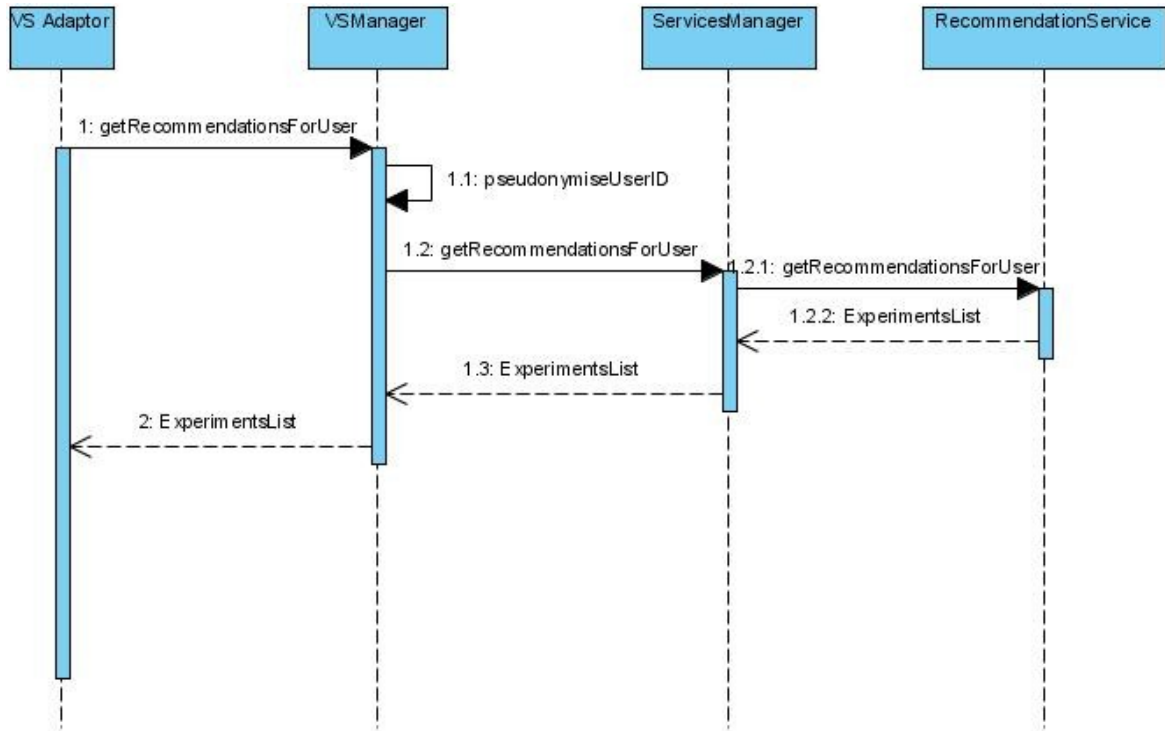 VS Adaptor
VSManager
ServicesManager
RecommendationService
1: getRecommendationsForUser
1.1: pseudonymiseUserID
1.2: getRecommendationsForUser
1.2.1: getRecommendationsForUser
1.2.2: ExperimentsList
1.3: ExperimentsList
2: ExperimentsList